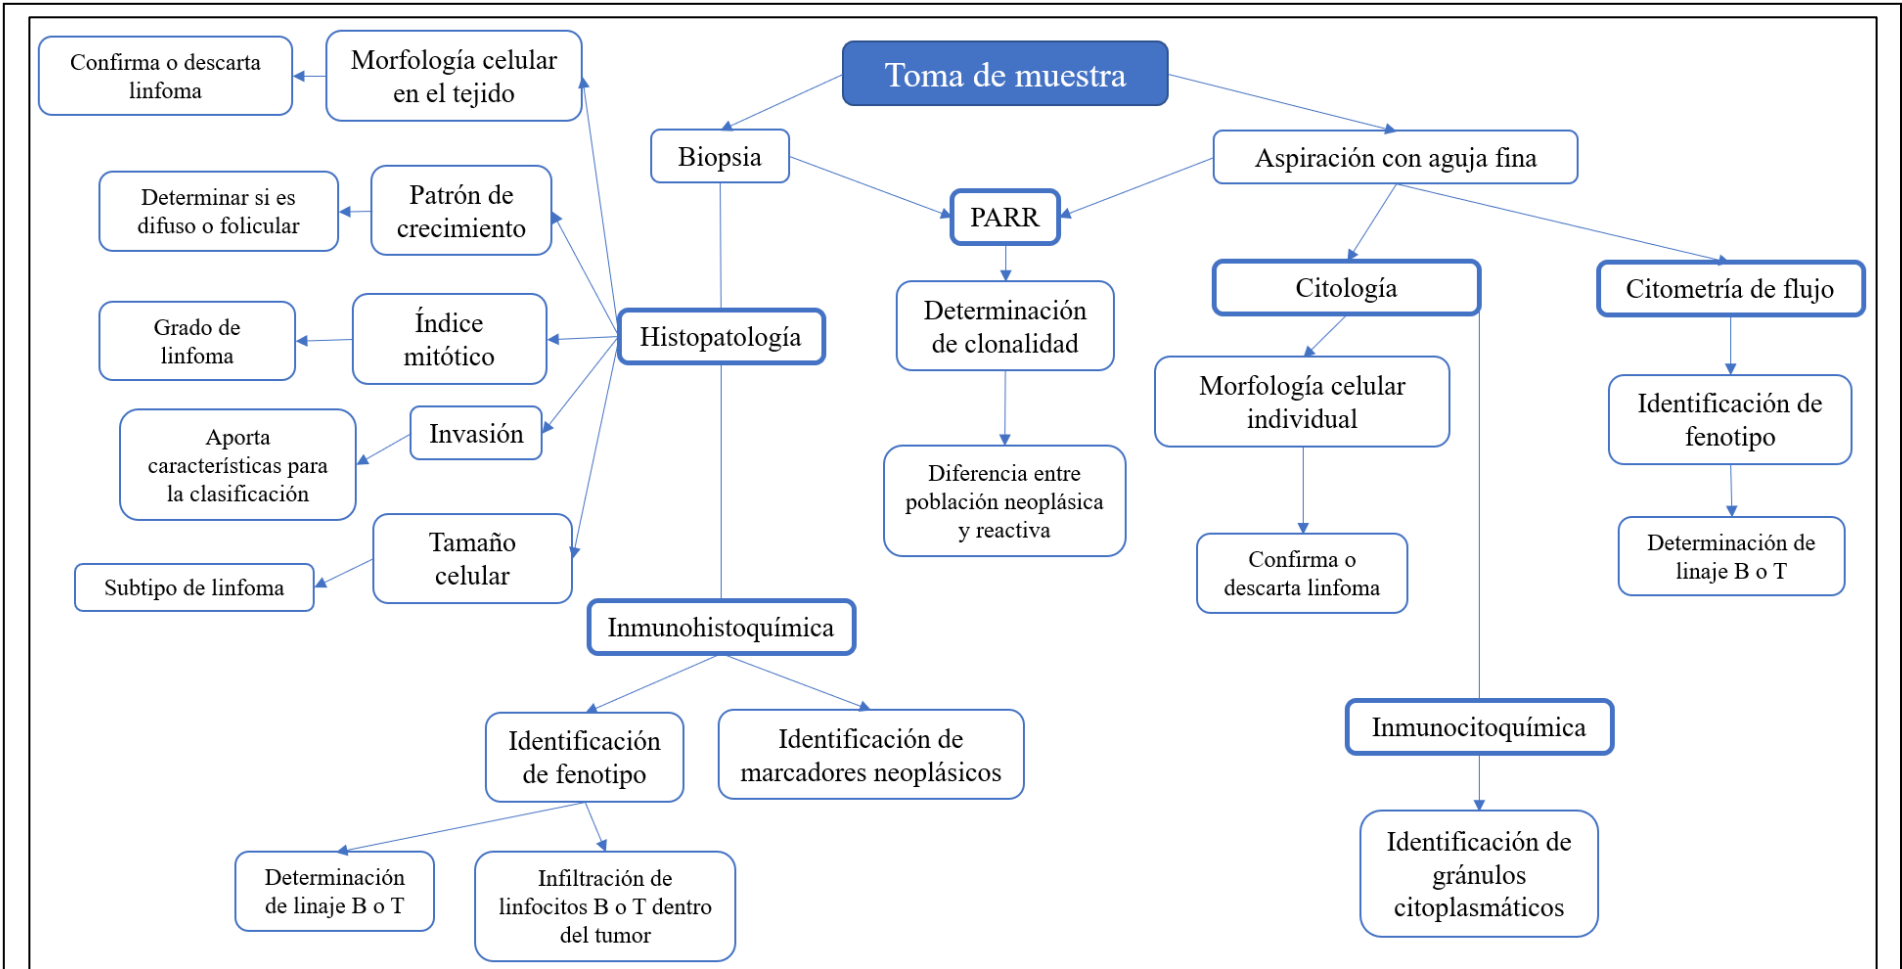 Toma de muestra
Confirma o descarta
linfoma
Morfología celular
en el tejido
Biopsia
Aspiración con aguja fina
Determinar si es
difuso o folicular
Patrón de
crecimiento
PARR
Citología
Citometría de flujo
Grado de
linfoma
Índice
mitótico
Histopatología
Determinación
de clonalidad
Morfología celular
individual
Identificación de
fenotipo
Aporta
características para
la clasificación
Invasión
Diferencia entre
población neoplásica
y reactiva
Confirma o
descarta linfoma
Determinación de
linaje B o T
Subtipo de linfoma
Tamaño
celular
Inmunohistoquímica
Identificación
de fenotipo
Identificación de
marcadores neoplásicos
Inmunocitoquímica
Determinación
de linaje B o T
Infiltración de
linfocitos B o T dentro
del tumor
Identificación de
gránulos
citoplasmáticos